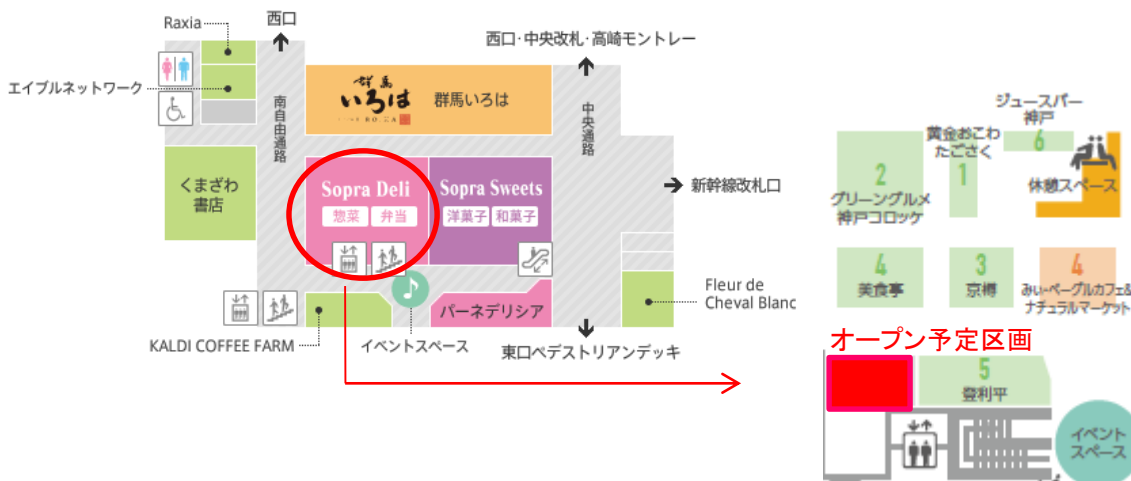 Raxia
西口
西口･中央改札･高崎モントレー
エイブルネットワーク
南自由通路
群馬
いろは
群馬いろは
中央通路
くまざわ
書店
Sopra Deli
惣菜
弁当
Sopra Sweets
洋菓子
和菓子
新幹線改札口
Fleur de
Cheval Blanc
パーネデリシア
KALDI COFFEE FARM
イベントスペース
東口ペデストリアンデッキ
ジュースバー
神戸
6
黄金おこわ
たごさく
1
2
グリーングルメ
神戸コロッケ
休憩スペース
4
美食亭
3
京樽
4
みぃベーグルカフェ&
ナチュラルマーケット
オープン予定区画
5
登利平
イベント
スペース